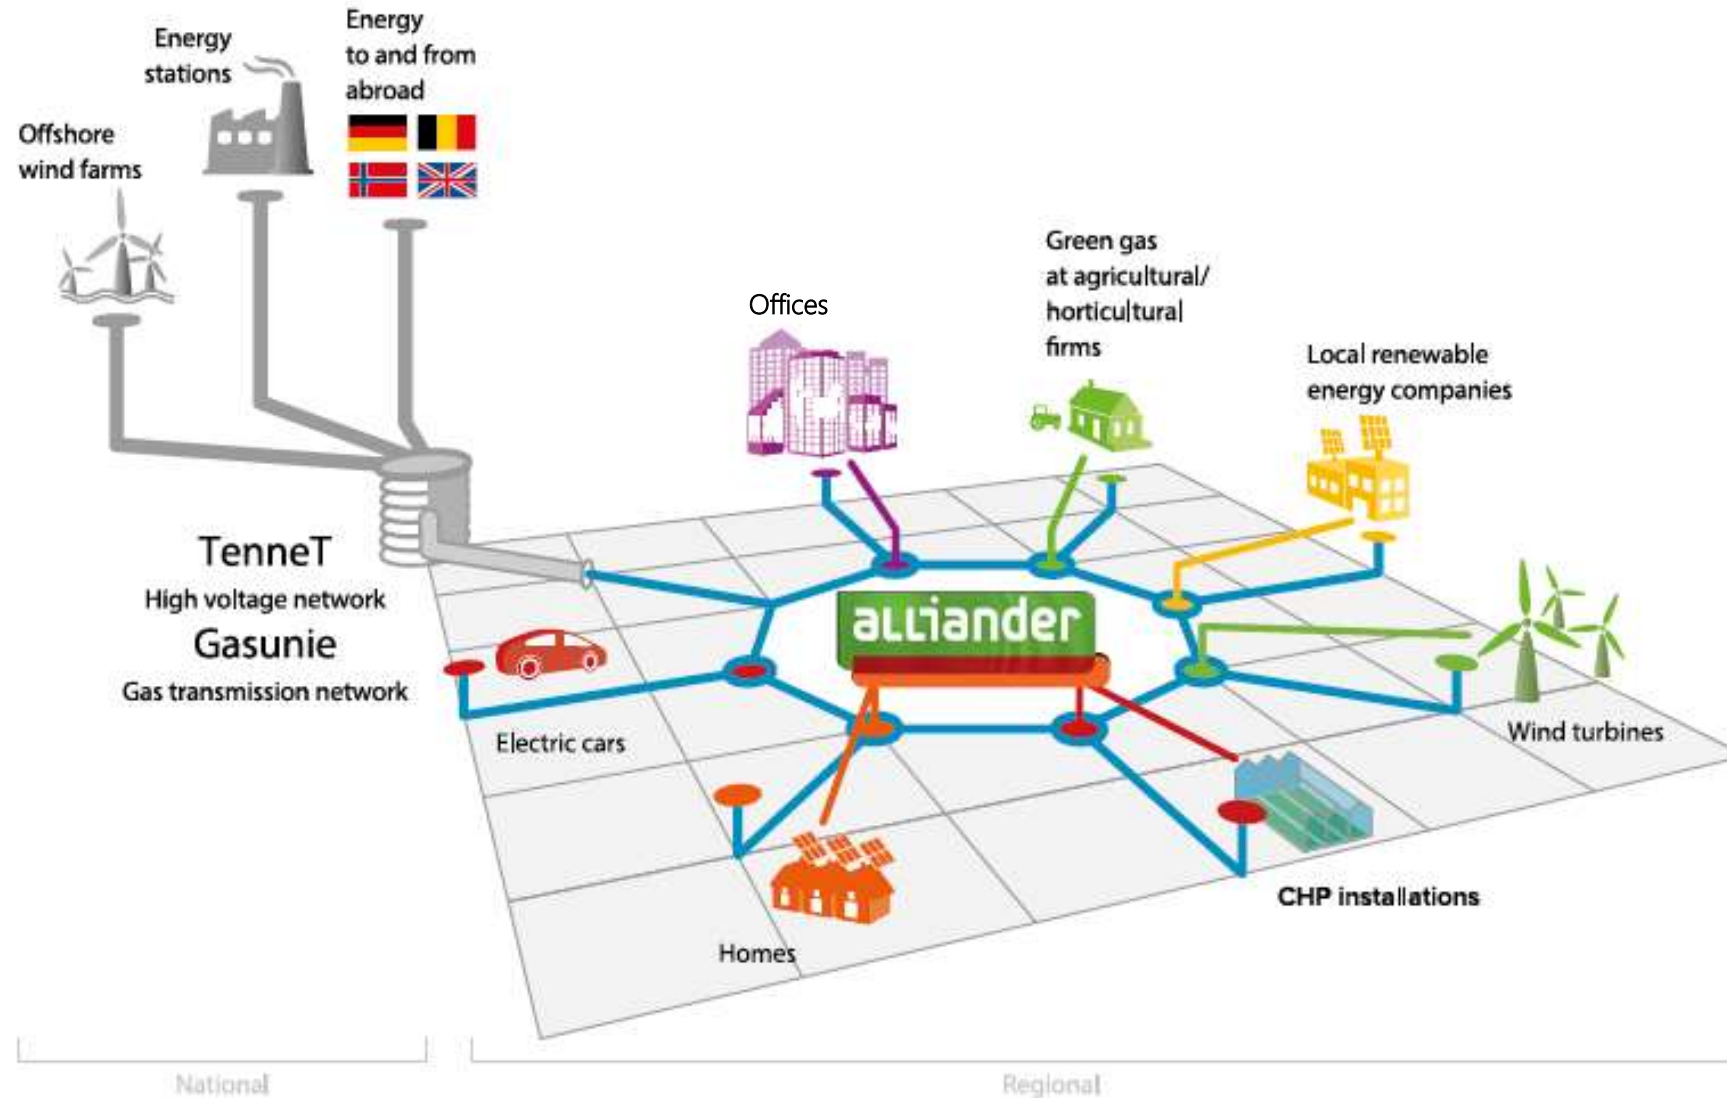 Energy
stations
Energy
to and from
abroad
Offshore
wind farms
Green gas
at agricultural/
horticultural
firms
Offices
Local renewable
energy companies
TenneT
High voltage network
Gasunie
Gas transmission network
alliander
Electric cars
Wind turbines
CHP installations
Homes
National
Regional